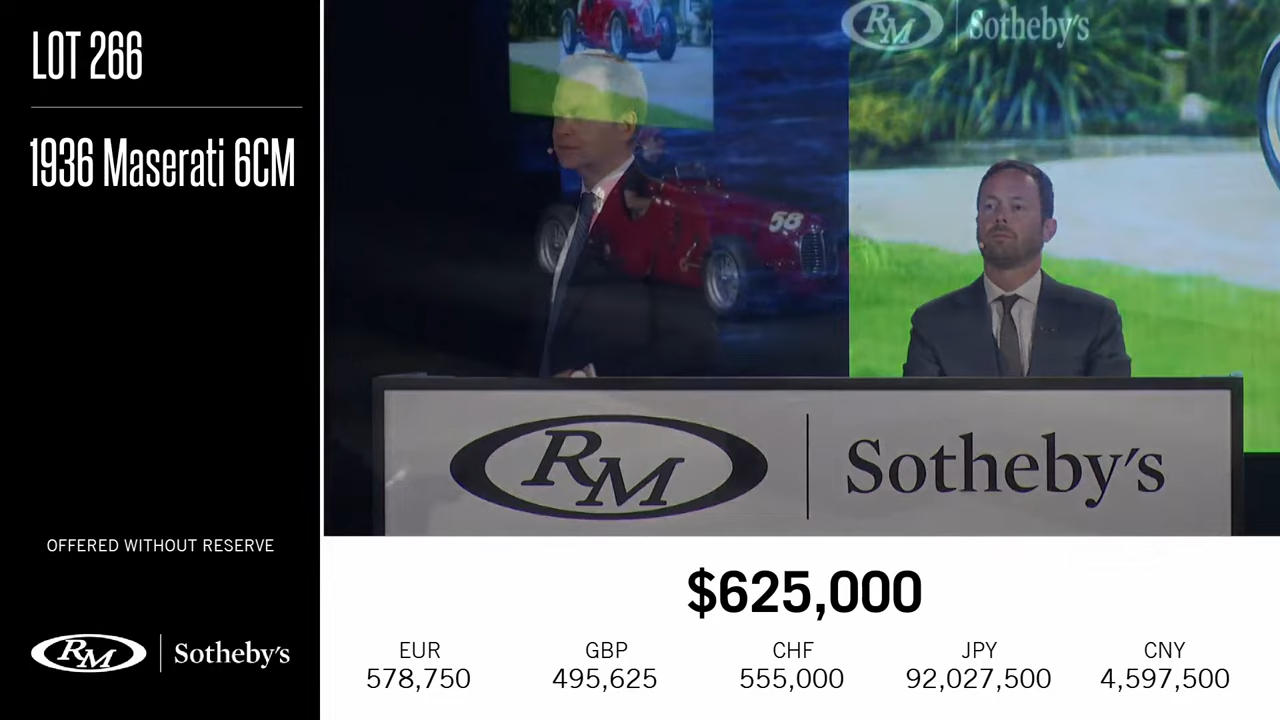 LOT 266
1936 Maserati 6CM
OFFERED WITHOUT RESERVE
RM | Sotheby's
RM | Sotheby's
58
RM | Sotheby's
$625,000
EUR GBP CHF JPY CNY
578,750 495,625 555,000 92,027,500 4,597,500